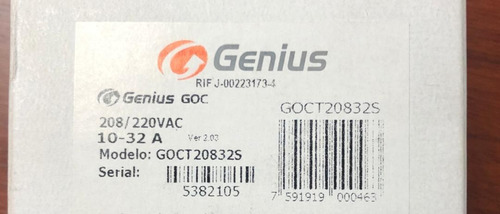 Genius
RIF J-00223173-4
Genius GOC
208/220VAC
10-32 A Ver 2.03
Modelo: GOCT20832S
Serial:
5382105
GOCT20832S
7 591919 000463